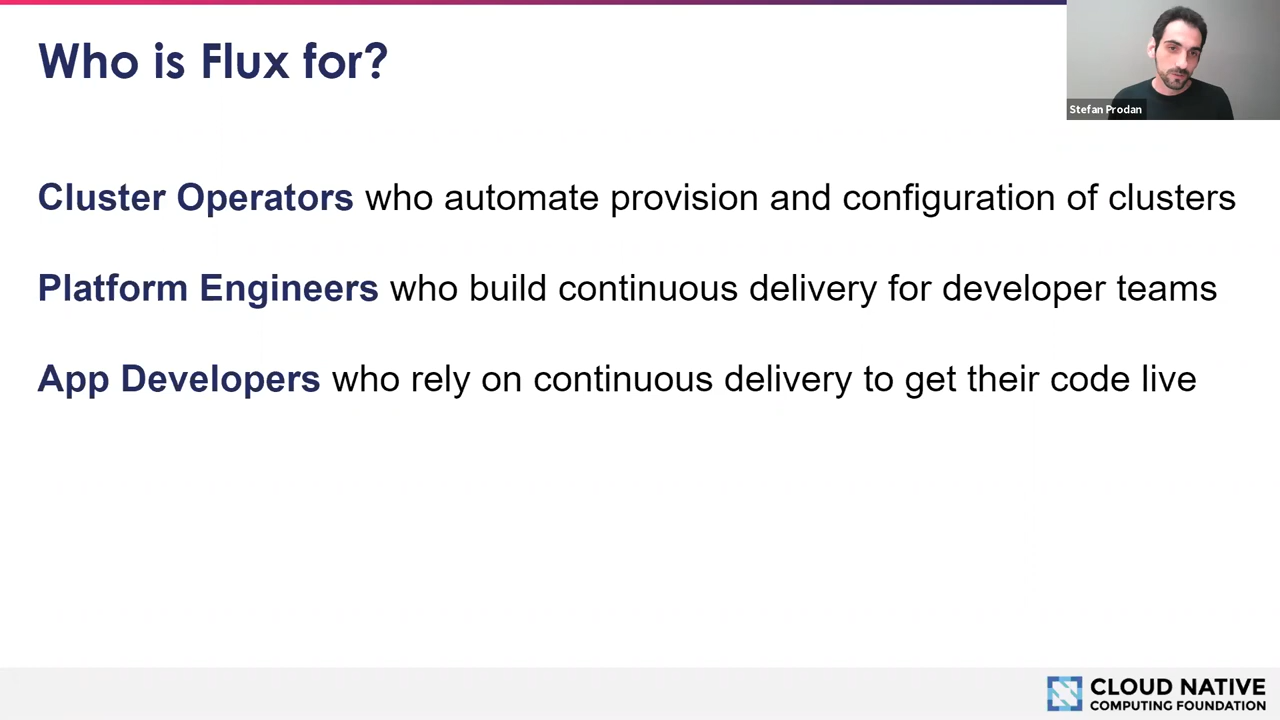 Who is Flux for?
Stefan Prodan
Cluster Operators who automate provision and configuration of clusters
Platform Engineers who build continuous delivery for developer teams
App Developers who rely on continuous delivery to get their code live
CLOUD NATIVE
COMPUTING FOUNDATION